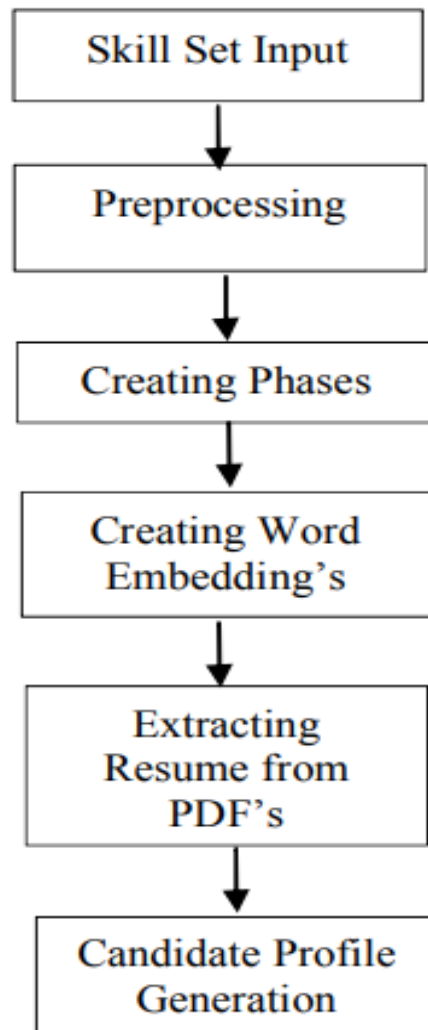 Skill Set Input
Preprocessing
Creating Phases
Creating Word
Embedding’s
Extracting
Resume from
PDF’s
Candidate Profile
Generation